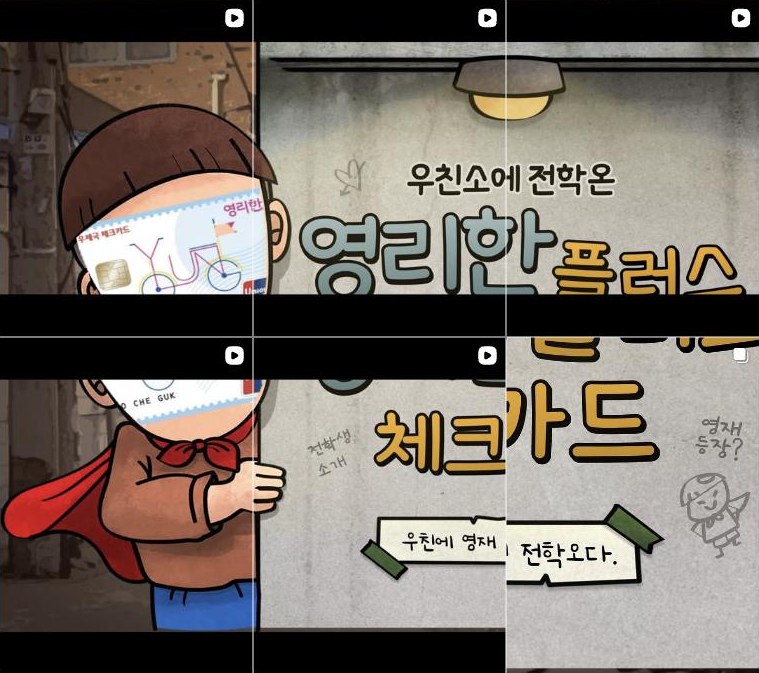 우친소에 전학온
영리한 플러스
체크카드
영리한
우체국 체크카드
YOUNG
O CHE GUK
전학생
소개
영재
등장?
우친에 영재
전학오다.